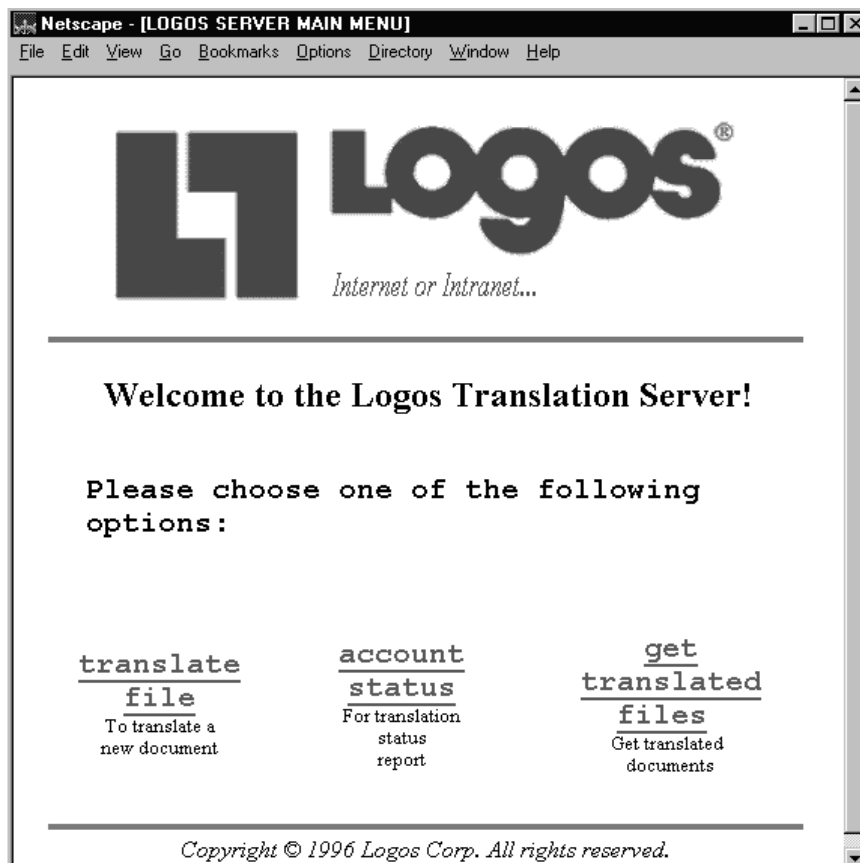 Netscape - [LOGOS SERVER MAIN MENU]
File Edit View Go Bookmarks Options Directory Window Help
Logos®
Internet or Intranet...
Welcome to the Logos Translation Server!
Please choose one of the following
options:
translate
file
To translate a
new document
account
status
For translation
status
report
get
translated
files
Get translated
documents
Copyright © 1996 Logos Corp. All rights reserved.